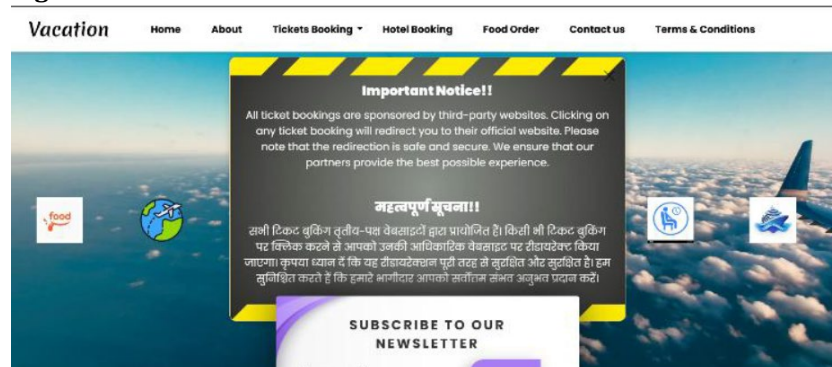 Vacation
Home About Tickets Booking Hotel Booking Food Order Contact us Terms & Conditions
Important Notice!!
All ticket bookings are sponsored by third-party websites. Clicking on
any ticket booking will redirect you to their official website. Please
note that the redirection is safe and secure. We ensure that our
partners provide the best possible experience.
महत्वपूर्ण सूचना!!
सभी टिकट बुकिंग तृतीय-पक्ष वेबसाइटों द्वारा प्रायोजित हैं। किसी भी टिकट बुकिंग
पर क्लिक करने से आपको उनकी आधिकारिक वेबसाइट पर रीडायरेक्ट किया
जाएगा। कृपया ध्यान दें कि यह रीडायरेक्शन पूरी तरह से सुरक्षित और सुरक्षित है। हम
सुनिश्चित करते हैं कि हमारे भागीदार आपको सर्वोत्तम संभव अनुभव प्रदान करें।
food
SUBSCRIBE TO OUR
NEWSLETTER